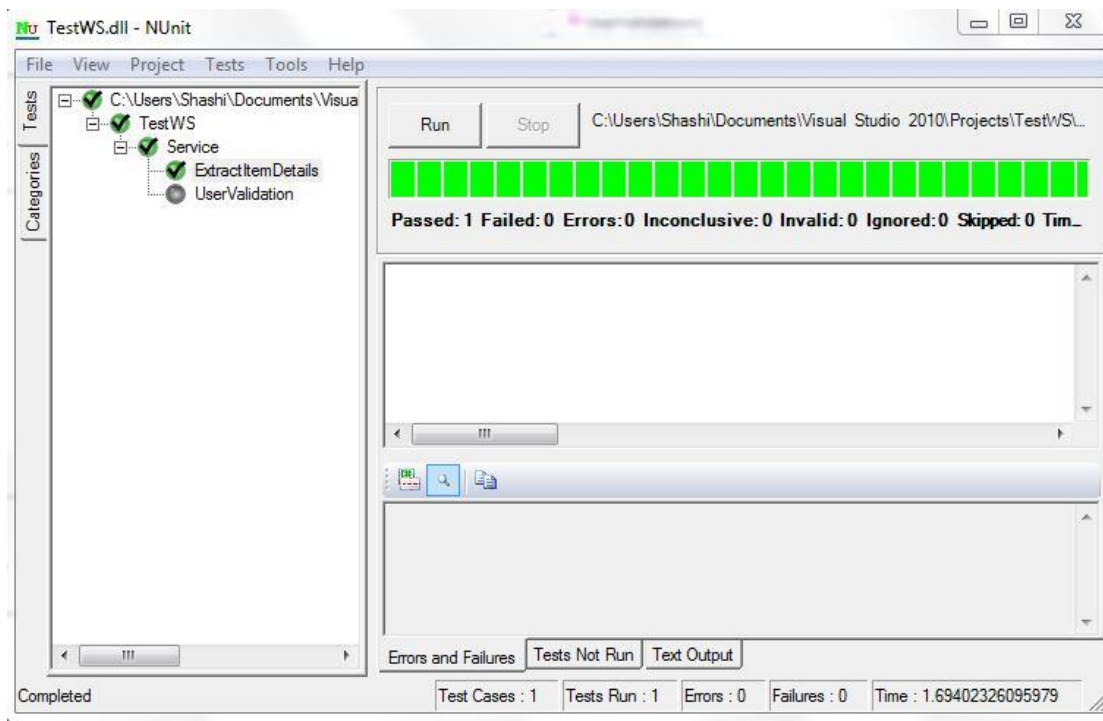 NU TestWS.dll - NUnit
File View Project Tests Tools Help
Tests
Categories
C:\Users\Shashi\Documents\Visua
TestWS
Service
ExtractItemDetails
UserValidation
Run Stop C:\Users\Shashi\Documents\Visual Studio 2010\Projects\TestWS\...
Passed: 1 Failed: 0 Errors: 0 Inconclusive: 0 Invalid: 0 Ignored: 0 Skipped: 0 Tim...
Errors and Failures Tests Not Run Text Output
Completed Test Cases : 1 Tests Run : 1 Errors : 0 Failures : 0 Time : 1.69402326095979